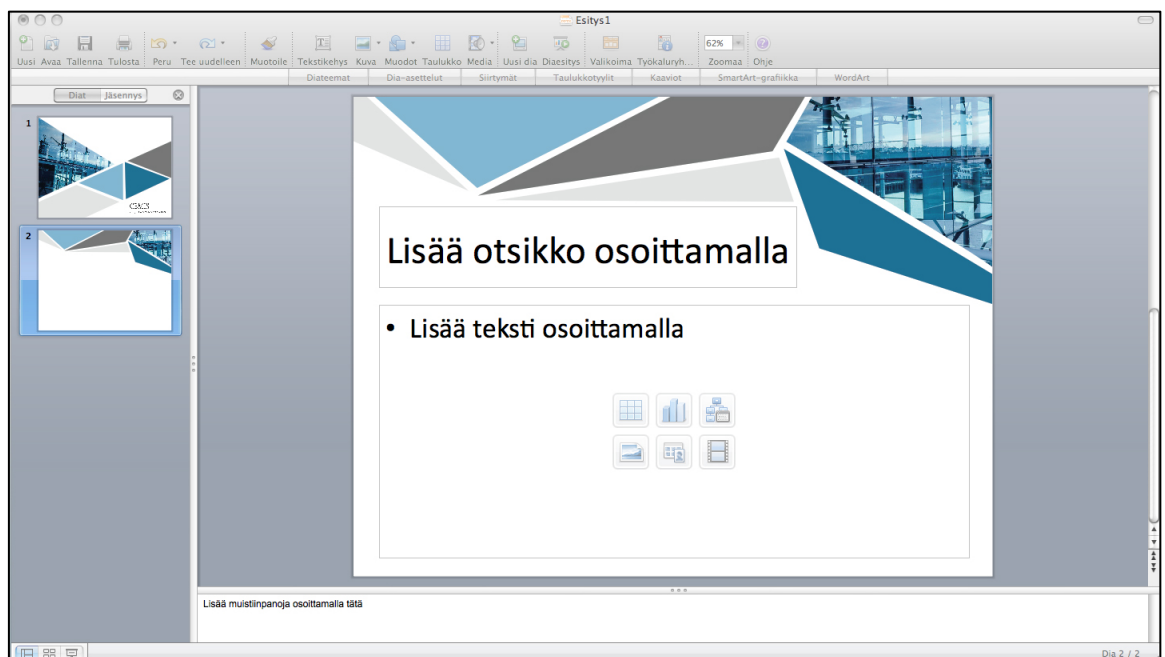 Esitys1
Uusi Avaa Tallenna Tulosta Peru Tee uudelleen Muotoile Tekstikehys Kuva Muodot Taulukko Media Uusi dia Diaesitys Valikoima Työkaluryh... 62% Zoomaa Ohje
Diateemat Dia-asettelut Siirtymät Taulukkotyylit Kaaviot SmartArt-grafiikka WordArt
Diat Jäsennys
1
2
Lisää otsikko osoittamalla
• Lisää teksti osoittamalla
Lisää muistiinpanoja osoittamalla tätä
Dia 2 / 2